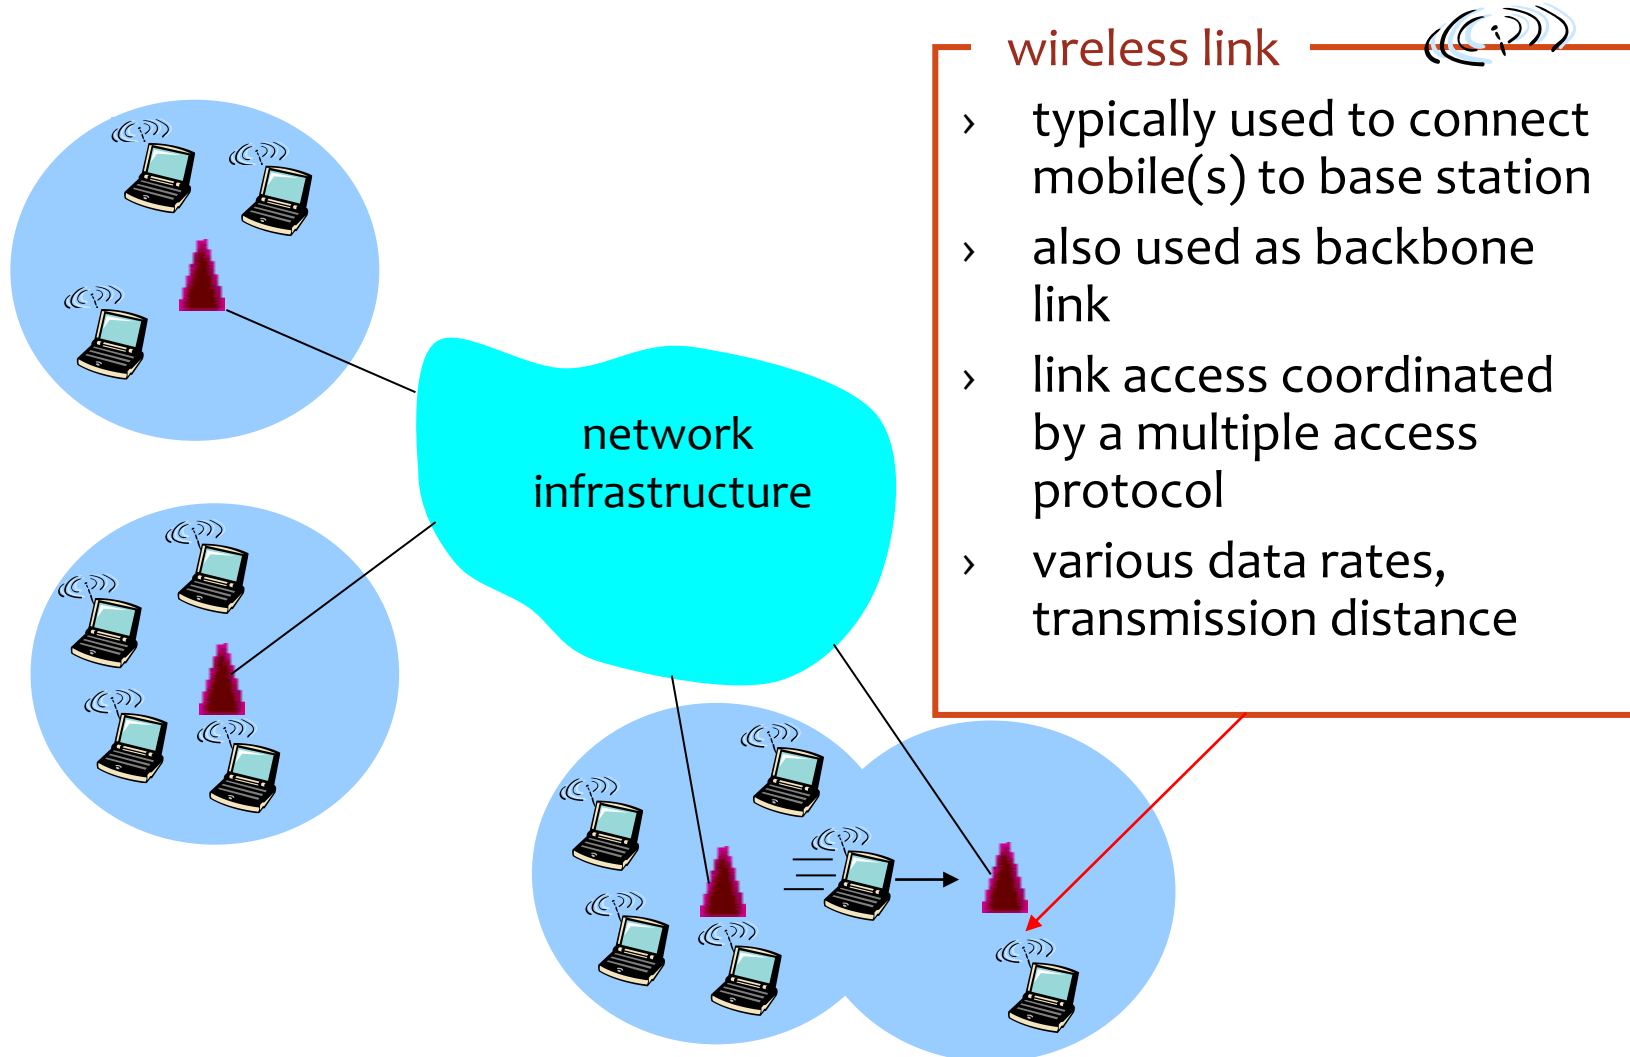 wireless link
› typically used to connect
mobile(s) to base station
› also used as backbone
link
› link access coordinated
by a multiple access
protocol
› various data rates,
transmission distance
network
infrastructure